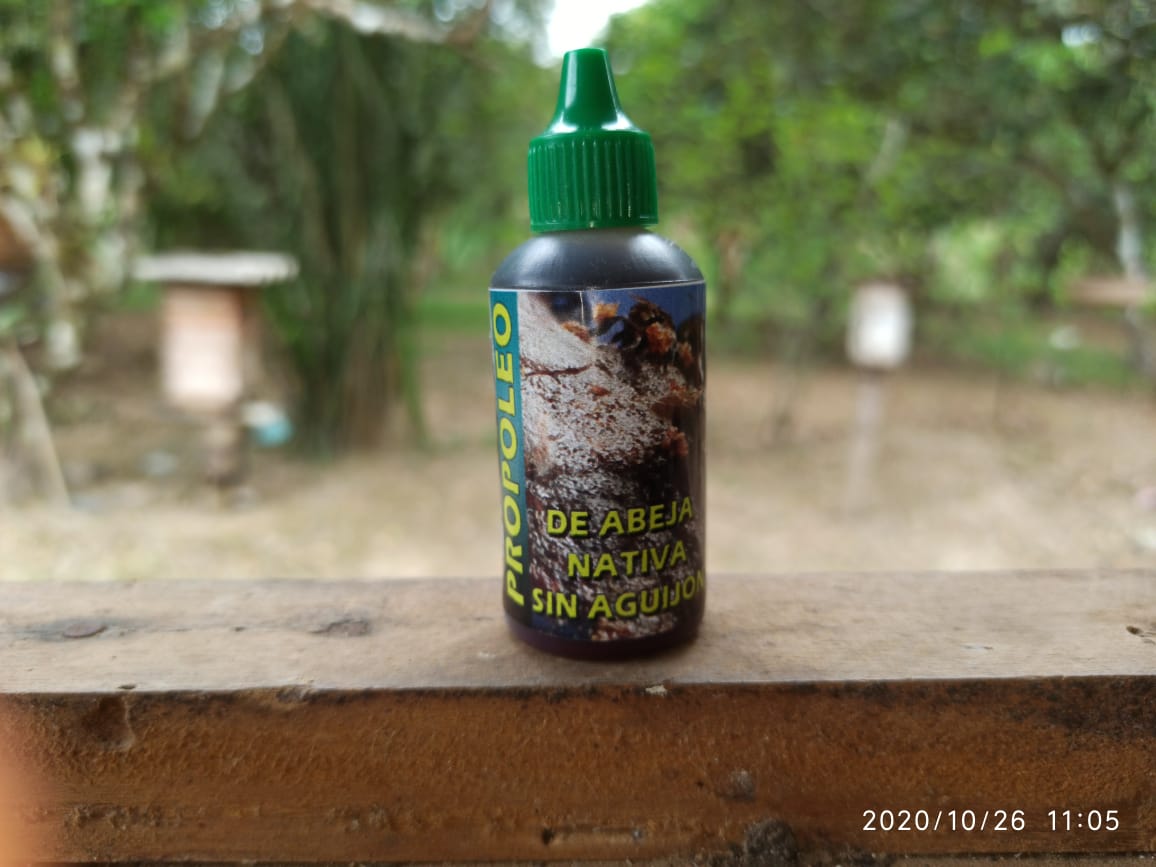 PROPOLEO
DE ABEJA
NATIVA
SIN AGUIJON
2020/10/26 11:05